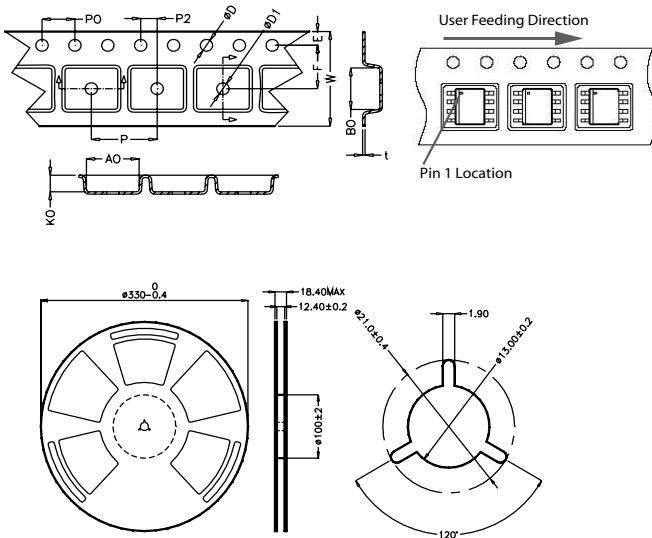 P0
P2
øD
øD1
E
F
W
P
B0
t
A0
K0
User Feeding Direction
Pin 1 Location
0
ø330-0.4
18.40MAX
12.40±0.2
ø100±2
ø21.0±0.4
1.90
ø13.00±0.2
120°